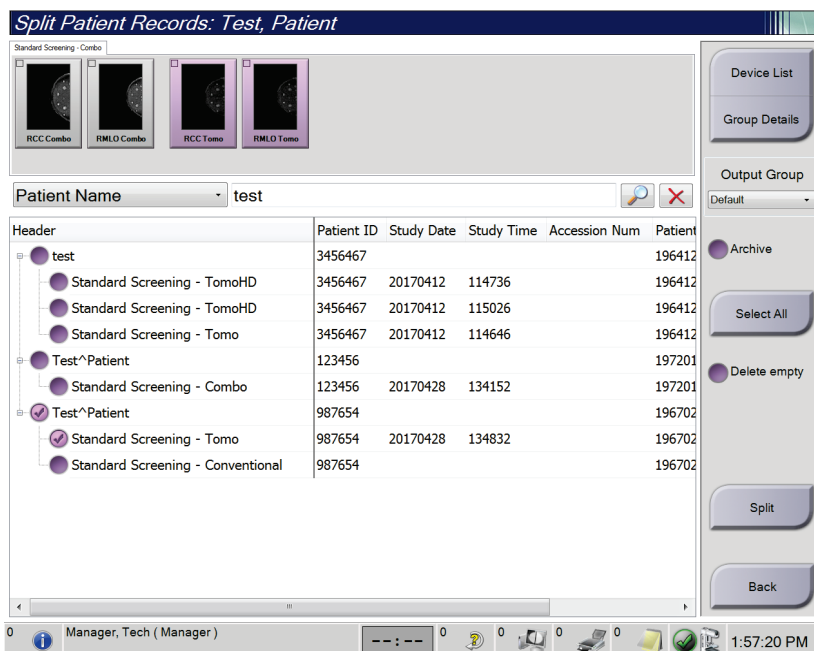 Split Patient Records: Test, Patient
Standard Screening - Combo
RCC Combo RMLO Combo RCC Tomo RMLO Tomo
Device List
Group Details
Output Group
Default
Patient Name test
Header Patient ID Study Date Study Time Accession Num Patient
test 3456467 196412
Standard Screening - TomoHD 3456467 20170412 114736 196412
Standard Screening - TomoHD 3456467 20170412 115026 196412
Standard Screening - Tomo 3456467 20170412 114646 196412
Test^Patient 123456 197201
Standard Screening - Combo 123456 20170428 134152 197201
Test^Patient 987654 196702
Standard Screening - Tomo 987654 20170428 134832 196702
Standard Screening - Conventional 987654 196702
Archive
Select All
Delete empty
Split
Back
0 Manager, Tech ( Manager ) --:-- 0 0 0 0 1:57:20 PM